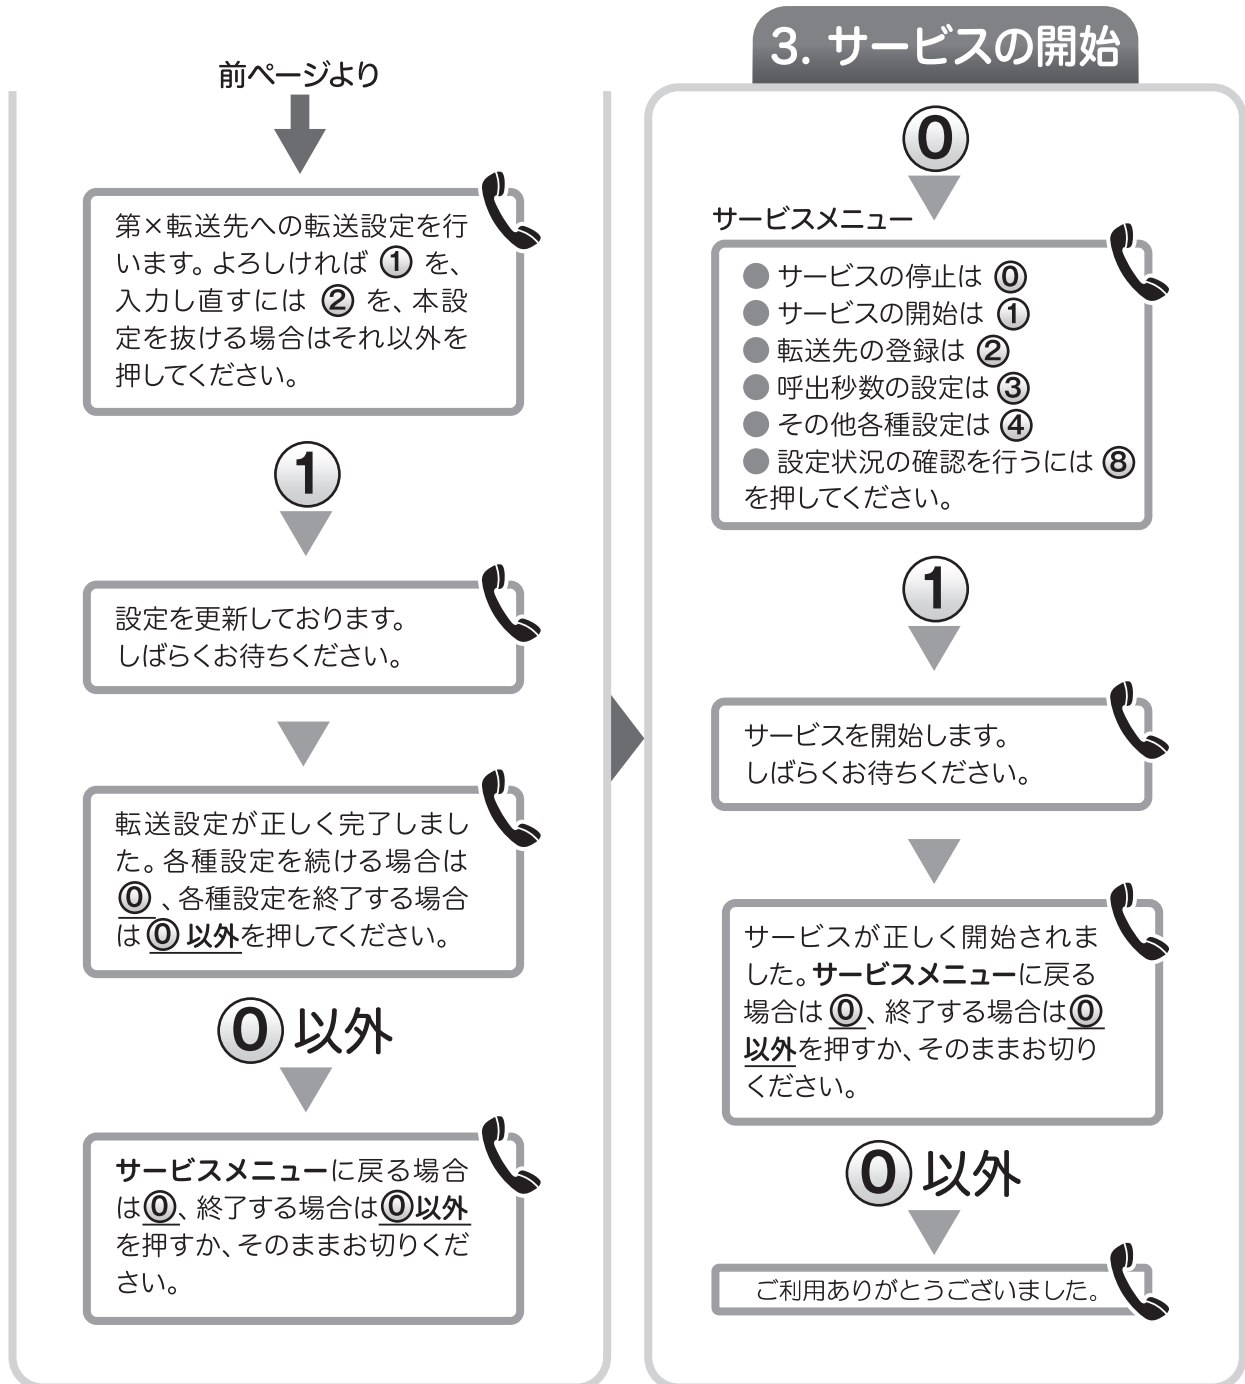 前ページより
第×転送先への転送設定を行
います。よろしければ ① を、
入力し直すには ② を、本設
定を抜ける場合はそれ以外を
押してください。
①
設定を更新しております。
しばらくお待ちください。
転送設定が正しく完了しまし
た。各種設定を続ける場合は
⓪ 、各種設定を終了する場合
は ⓪ 以外を押してください。
⓪ 以外
サービスメニューに戻る場合
は⓪、終了する場合は⓪以外
を押すか、そのままお切りくだ
さい。
3. サービスの開始
⓪
サービスメニュー
● サービスの停止は ⓪
● サービスの開始は ①
● 転送先の登録は ②
● 呼出秒数の設定は ③
● その他各種設定は ④
● 設定状況の確認を行うには ⑧
を押してください。
①
サービスを開始します。
しばらくお待ちください。
サービスが正しく開始されま
した。サービスメニューに戻る
場合は ⓪、終了する場合は⓪
以外を押すか、そのままお切り
ください。
⓪ 以外
ご利用ありがとうございました。